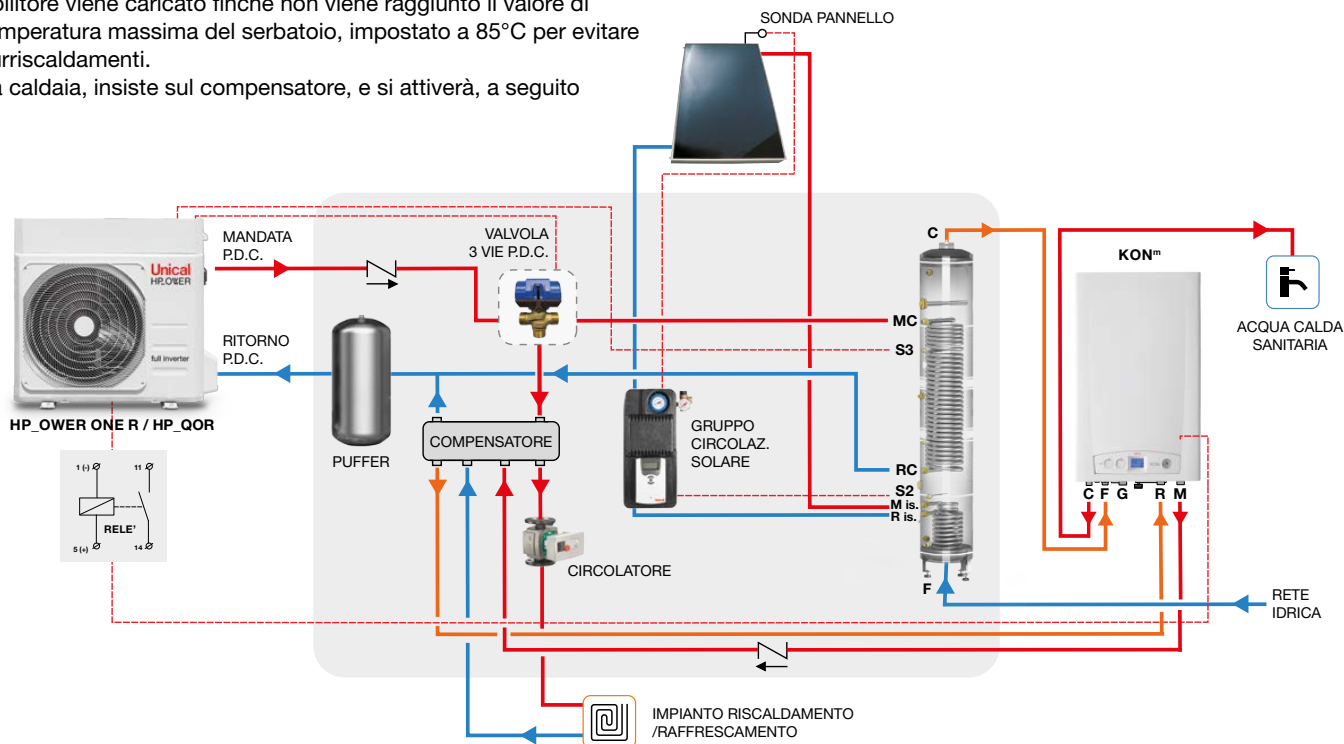 viene caricato finché non viene raggiunto il valore di
massima del serbatoio, impostato a 85°C per evitare
caldaia, insiste sul compensatore, e si attiverà, a seguito
SONDA PANNELLO
MANDATA
P.D.C.
VALVOLA
3 VIE P.D.C.
C
KONᵐ
Unical
HP_OWER
full inverter
ACQUA CALDA
SANITARIA
MC
S3
RITORNO
P.D.C.
HP_OWER ONE R / HP_QOR
PUFFER
COMPENSATORE
GRUPPO
CIRCOLAZ.
SOLARE
RC
S2
M is.
R is.
C F G R M
1 (-) 11
RELE'
5 (+) 14
CIRCOLATORE
F
RETE
IDRICA
IMPIANTO RISCALDAMENTO
/RAFFRESCAMENTO